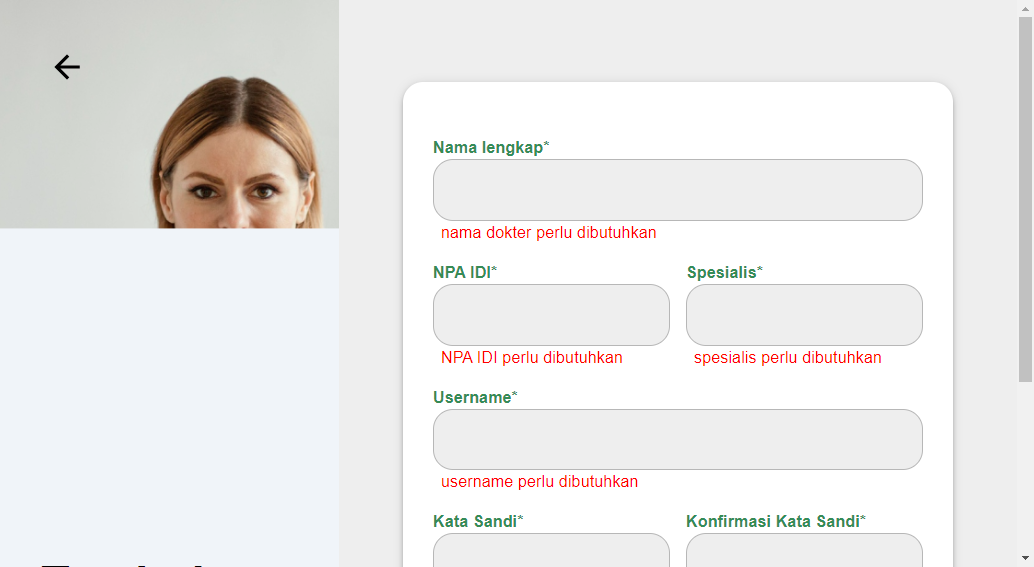 Nama lengkap*
nama dokter perlu dibutuhkan
NPA IDI*
Spesialis*
NPA IDI perlu dibutuhkan
spesialis perlu dibutuhkan
Username*
username perlu dibutuhkan
Kata Sandi*
Konfirmasi Kata Sandi*